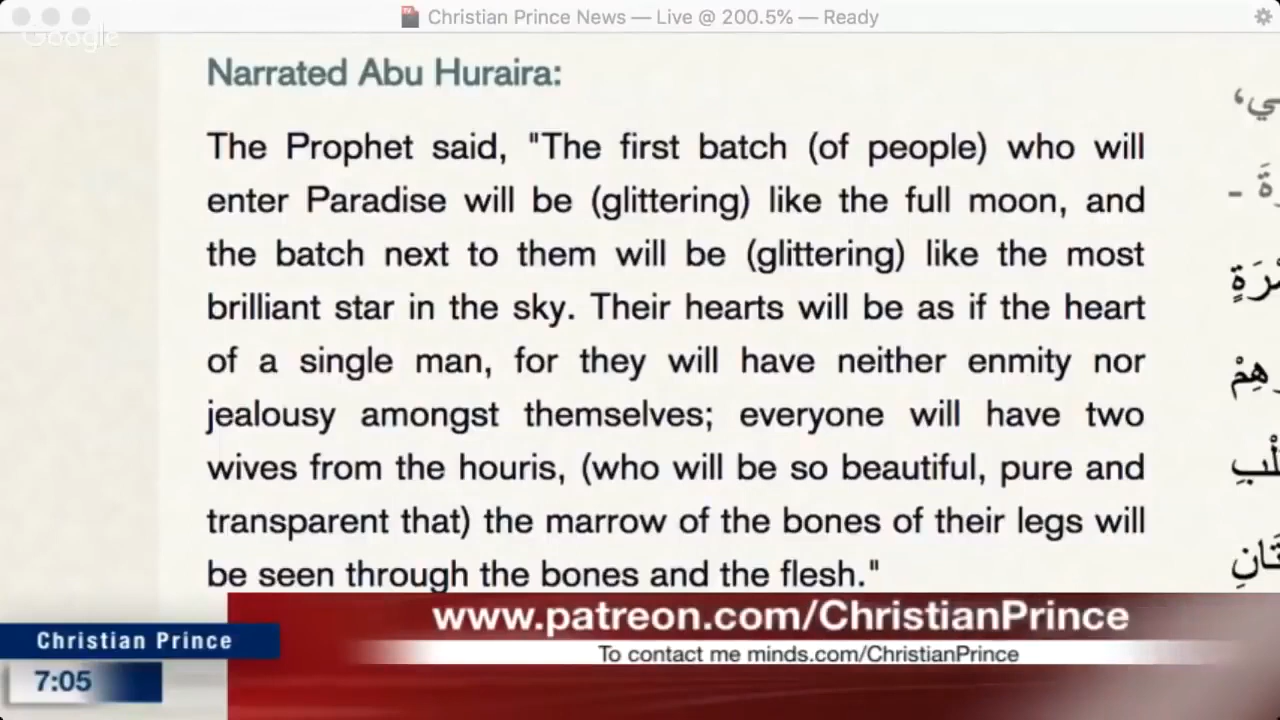 Christian Prince News — Live @ 200.5% — Ready
Google
Narrated Abu Huraira:
The Prophet said, "The first batch (of people) who will
enter Paradise will be (glittering) like the full moon, and
the batch next to them will be (glittering) like the most
brilliant star in the sky. Their hearts will be as if the heart
of a single man, for they will have neither enmity nor
jealousy amongst themselves; everyone will have two
wives from the houris, (who will be so beautiful, pure and
transparent that) the marrow of the bones of their legs will
be seen through the bones and the flesh."
www.patreon.com/ChristianPrince
Christian Prince
To contact me minds.com/ChristianPrince
7:05